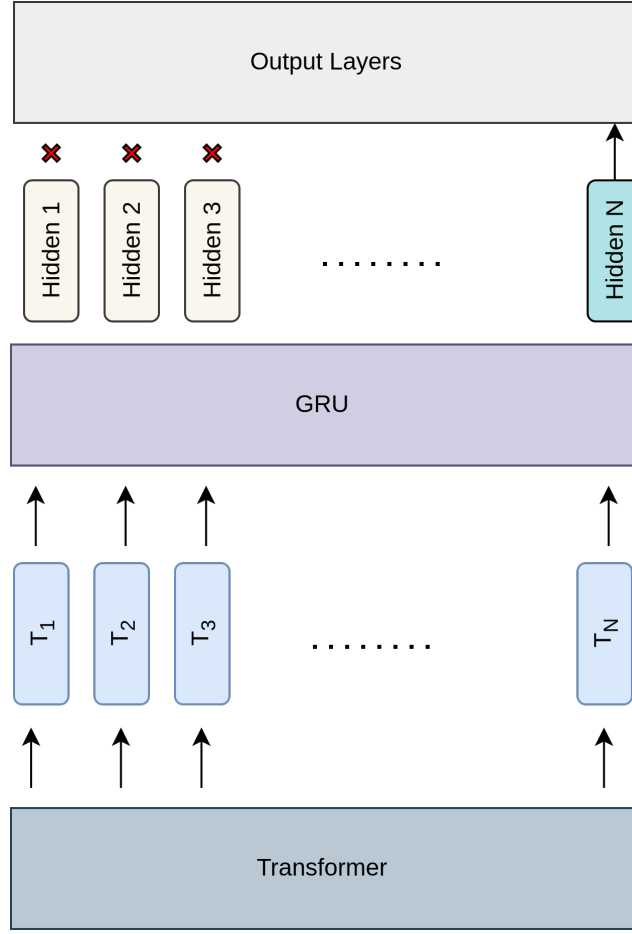 Output Layers
Hidden 1
Hidden 2
Hidden 3
........
Hidden N
GRU
T1
T2
T3
........
TN
Transformer